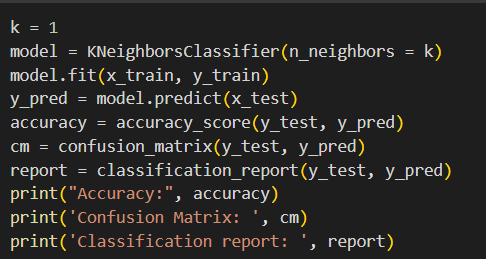 k = 1
model = KNeighborsClassifier(n_neighbors = k)
model.fit(x_train, y_train)
y_pred = model.predict(x_test)
accuracy = accuracy_score(y_test, y_pred)
cm = confusion_matrix(y_test, y_pred)
report = classification_report(y_test, y_pred)
print("Accuracy:", accuracy)
print('Confusion Matrix: ', cm)
print('Classification report: ', report)